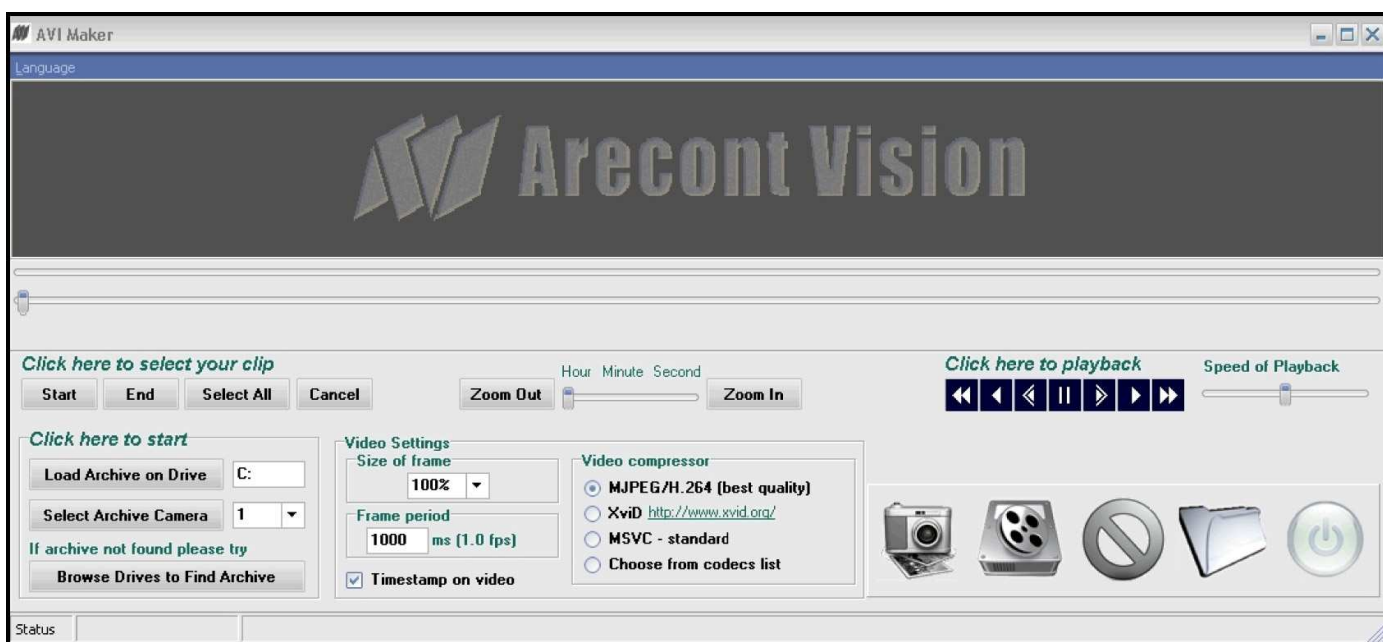 AVI Maker
Language
Arecont Vision
Click here to select your clip
Start End Select All Cancel
Zoom Out
Hour Minute Second
Zoom In
Click here to playback
Speed of Playback
Click here to start
Load Archive on Drive C:
Select Archive Camera 1
If archive not found please try
Browse Drives to Find Archive
Video Settings
Size of frame
100%
Frame period
1000 ms (1.0 fps)
Timestamp on video
Video compressor
MJPEG/H.264 (best quality)
XviD http://www.xvid.org/
MSVC - standard
Choose from codecs list
Status